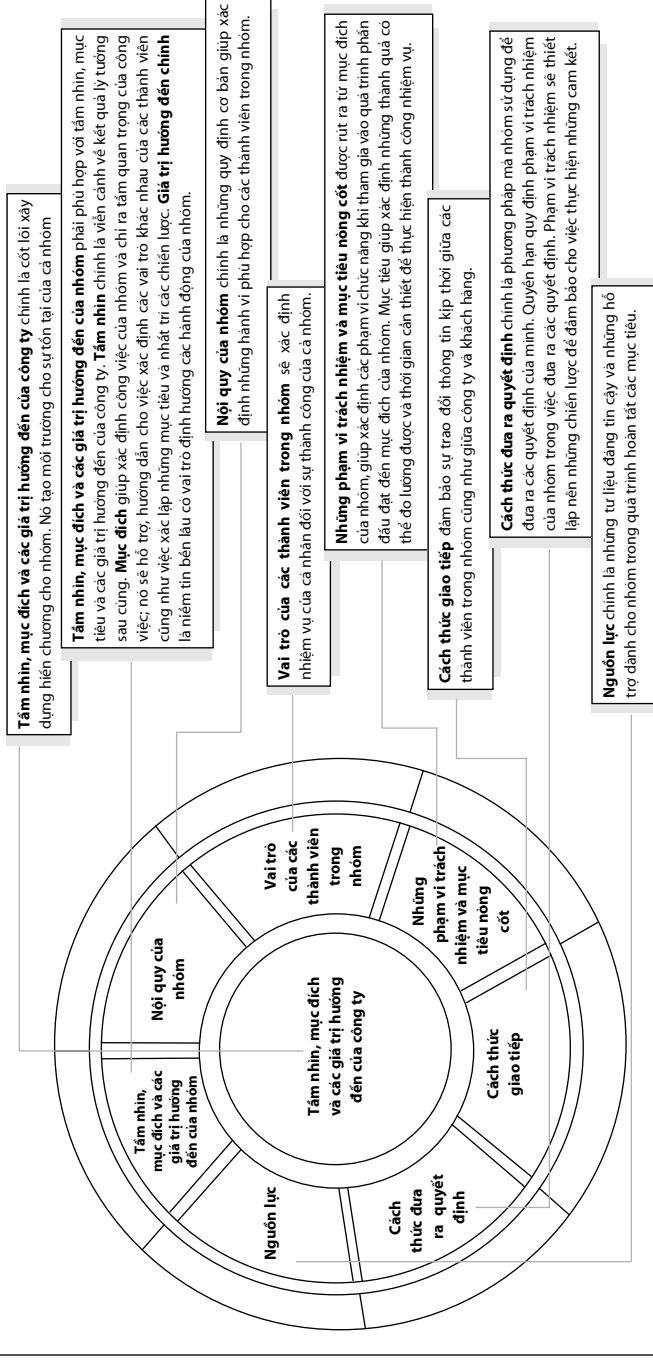 Tầm nhìn, mục đích và các giá trị hướng đến của công ty chính là cốt lõi xây
dựng hiến chương cho nhóm. Nó tạo môi trường cho sự tồn tại của cả nhóm
Tầm nhìn, mục đích và các giá trị hướng đến của nhóm phải phù hợp với tầm nhìn, mục
tiêu và các giá trị hướng đến của công ty. Tầm nhìn chính là viễn cảnh về kết quả lý tưởng
sau cùng. Mục đích giúp xác định công việc của nhóm và chỉ ra tầm quan trọng của công
việc; nó sẽ hỗ trợ, hướng dẫn cho việc xác định các vai trò khác nhau của các thành viên
cũng như việc xác lập những mục tiêu và nhất trí các chiến lược. Giá trị hướng đến chính
là niềm tin bền lâu có vai trò định hướng các hành động của nhóm.
Nội quy của nhóm chính là những quy định cơ bản giúp xác
định những hành vi phù hợp cho các thành viên trong nhóm.
Vai trò của các thành viên trong nhóm sẽ xác định
nhiệm vụ của cá nhân đối với sự thành công của cả nhóm.
Những phạm vi trách nhiệm và mục tiêu nòng cốt được rút ra từ mục đích
của nhóm, giúp xác định các phạm vi chức năng khi tham gia vào quá trình phấn
đấu đạt đến mục đích của nhóm. Mục tiêu giúp xác định những thành quả có
thể đo lường được và thời gian cần thiết để thực hiện thành công nhiệm vụ.
Cách thức giao tiếp đảm bảo sự trao đổi thông tin kịp thời giữa các
thành viên trong nhóm cũng như giữa công ty và khách hàng.
Cách thức đưa ra quyết định chính là phương pháp mà nhóm sử dụng để
đưa ra các quyết định của mình. Quyền hạn quy định phạm vi trách nhiệm
của nhóm trong việc đưa ra các quyết định. Phạm vi trách nhiệm sẽ thiết
lập nên những chiến lược để đảm bảo cho việc thực hiện những cam kết.
Nguồn lực chính là những tư liệu đáng tin cậy và những hỗ
trợ dành cho nhóm trong quá trình hoàn tất các mục tiêu.
Tầm nhìn,
mục đích và các
giá trị hướng
đến của nhóm
Nội quy của
nhóm
Vai trò
của các
thành viên
trong
nhóm
Những
phạm vi trách
nhiệm và mục
tiêu nòng
cốt
Cách thức
giao tiếp
Cách
thức đưa
ra quyết
định
Nguồn lực
Tầm nhìn, mục đích
và các giá trị hướng
đến của công ty